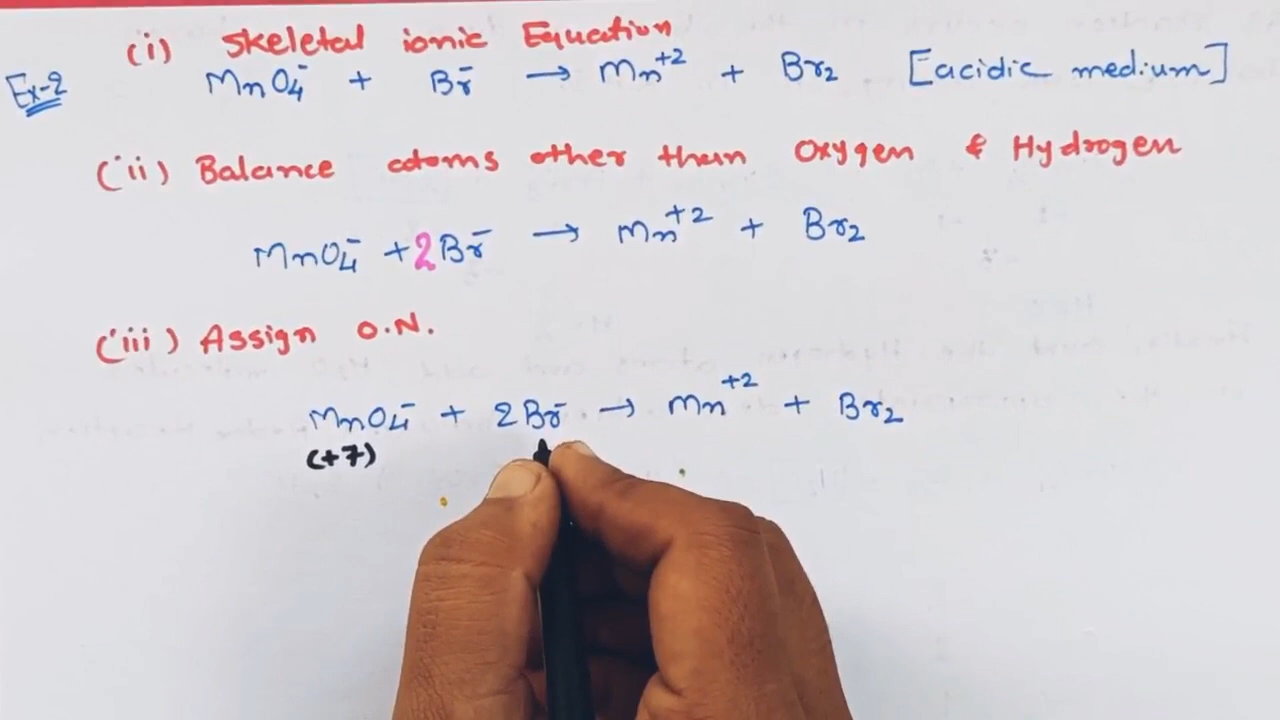 (i) Skeletal ionic Equation
Ex-2 MnO₄⁻ + Br⁻ → Mn⁺² + Br₂ [acidic medium]
(ii) Balance atoms other than Oxygen & Hydrogen
MnO₄⁻ + 2Br⁻ → Mn⁺² + Br₂
(iii) Assign O.N.
MnO₄⁻ + 2Br⁻ → Mn⁺² + Br₂
(+7)